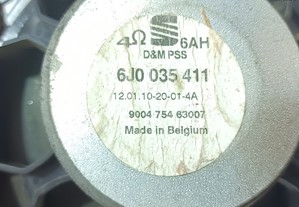 4Ω 6AH
D&M PSS
6J0 035 411
12.01.10-20-01-4A
9004 754 63007
Made in Belgium